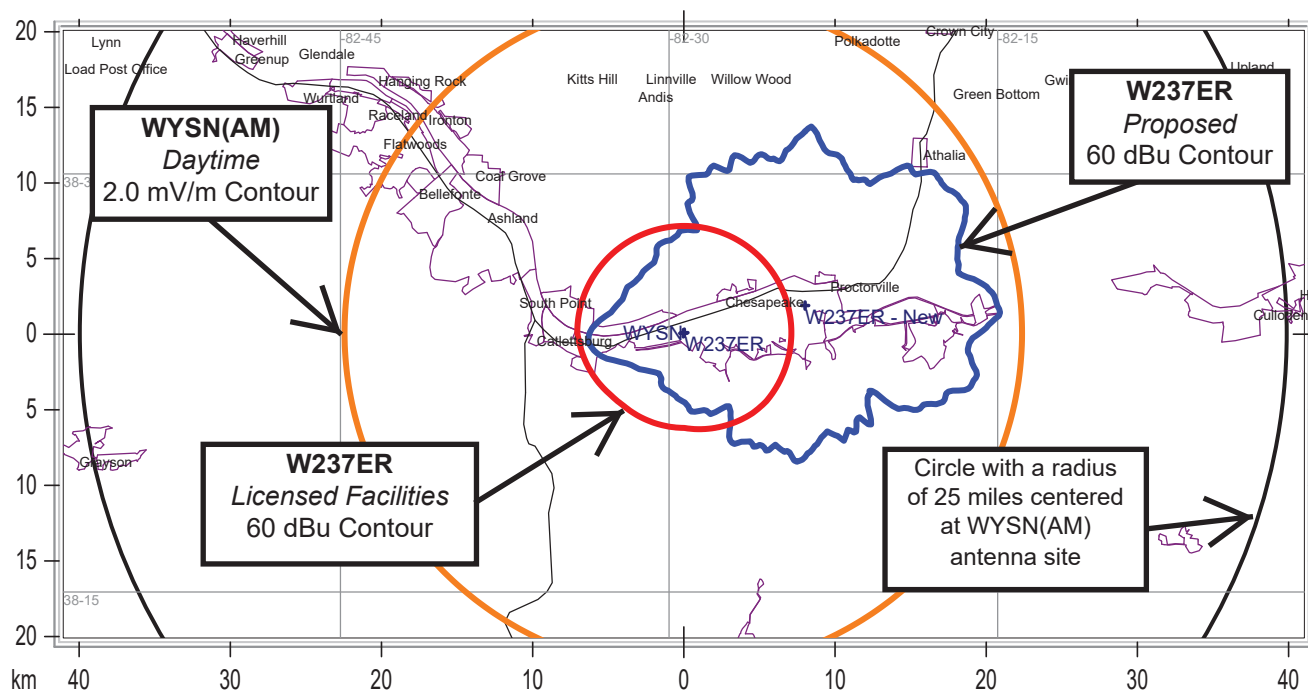 20
15
10
5
0
5
10
15
20
km
40
30
20
10
0
10
20
30
40
-82-45
-82-30
-82-15
38-15
Lynn
Haverhill
Greenup
Glendale
Load Post Office
Hanging Rock
Wurtland
Raceland
Ironton
Flatwoods
Coal Grove
Bellefonte
Ashland
Kitts Hill
Linnville
Willow Wood
Andis
Polkadotte
Crown City
Green Bottom
Upland
Athalia
South Point
Catlettsburg
Chesapeake
Proctorville
Grayson
WYSN
W237ER
W237ER - New
WYSN(AM)
Daytime
2.0 mV/m Contour
W237ER
Proposed
60 dBu Contour
W237ER
Licensed Facilities
60 dBu Contour
Circle with a radius
of 25 miles centered
at WYSN(AM)
antenna site